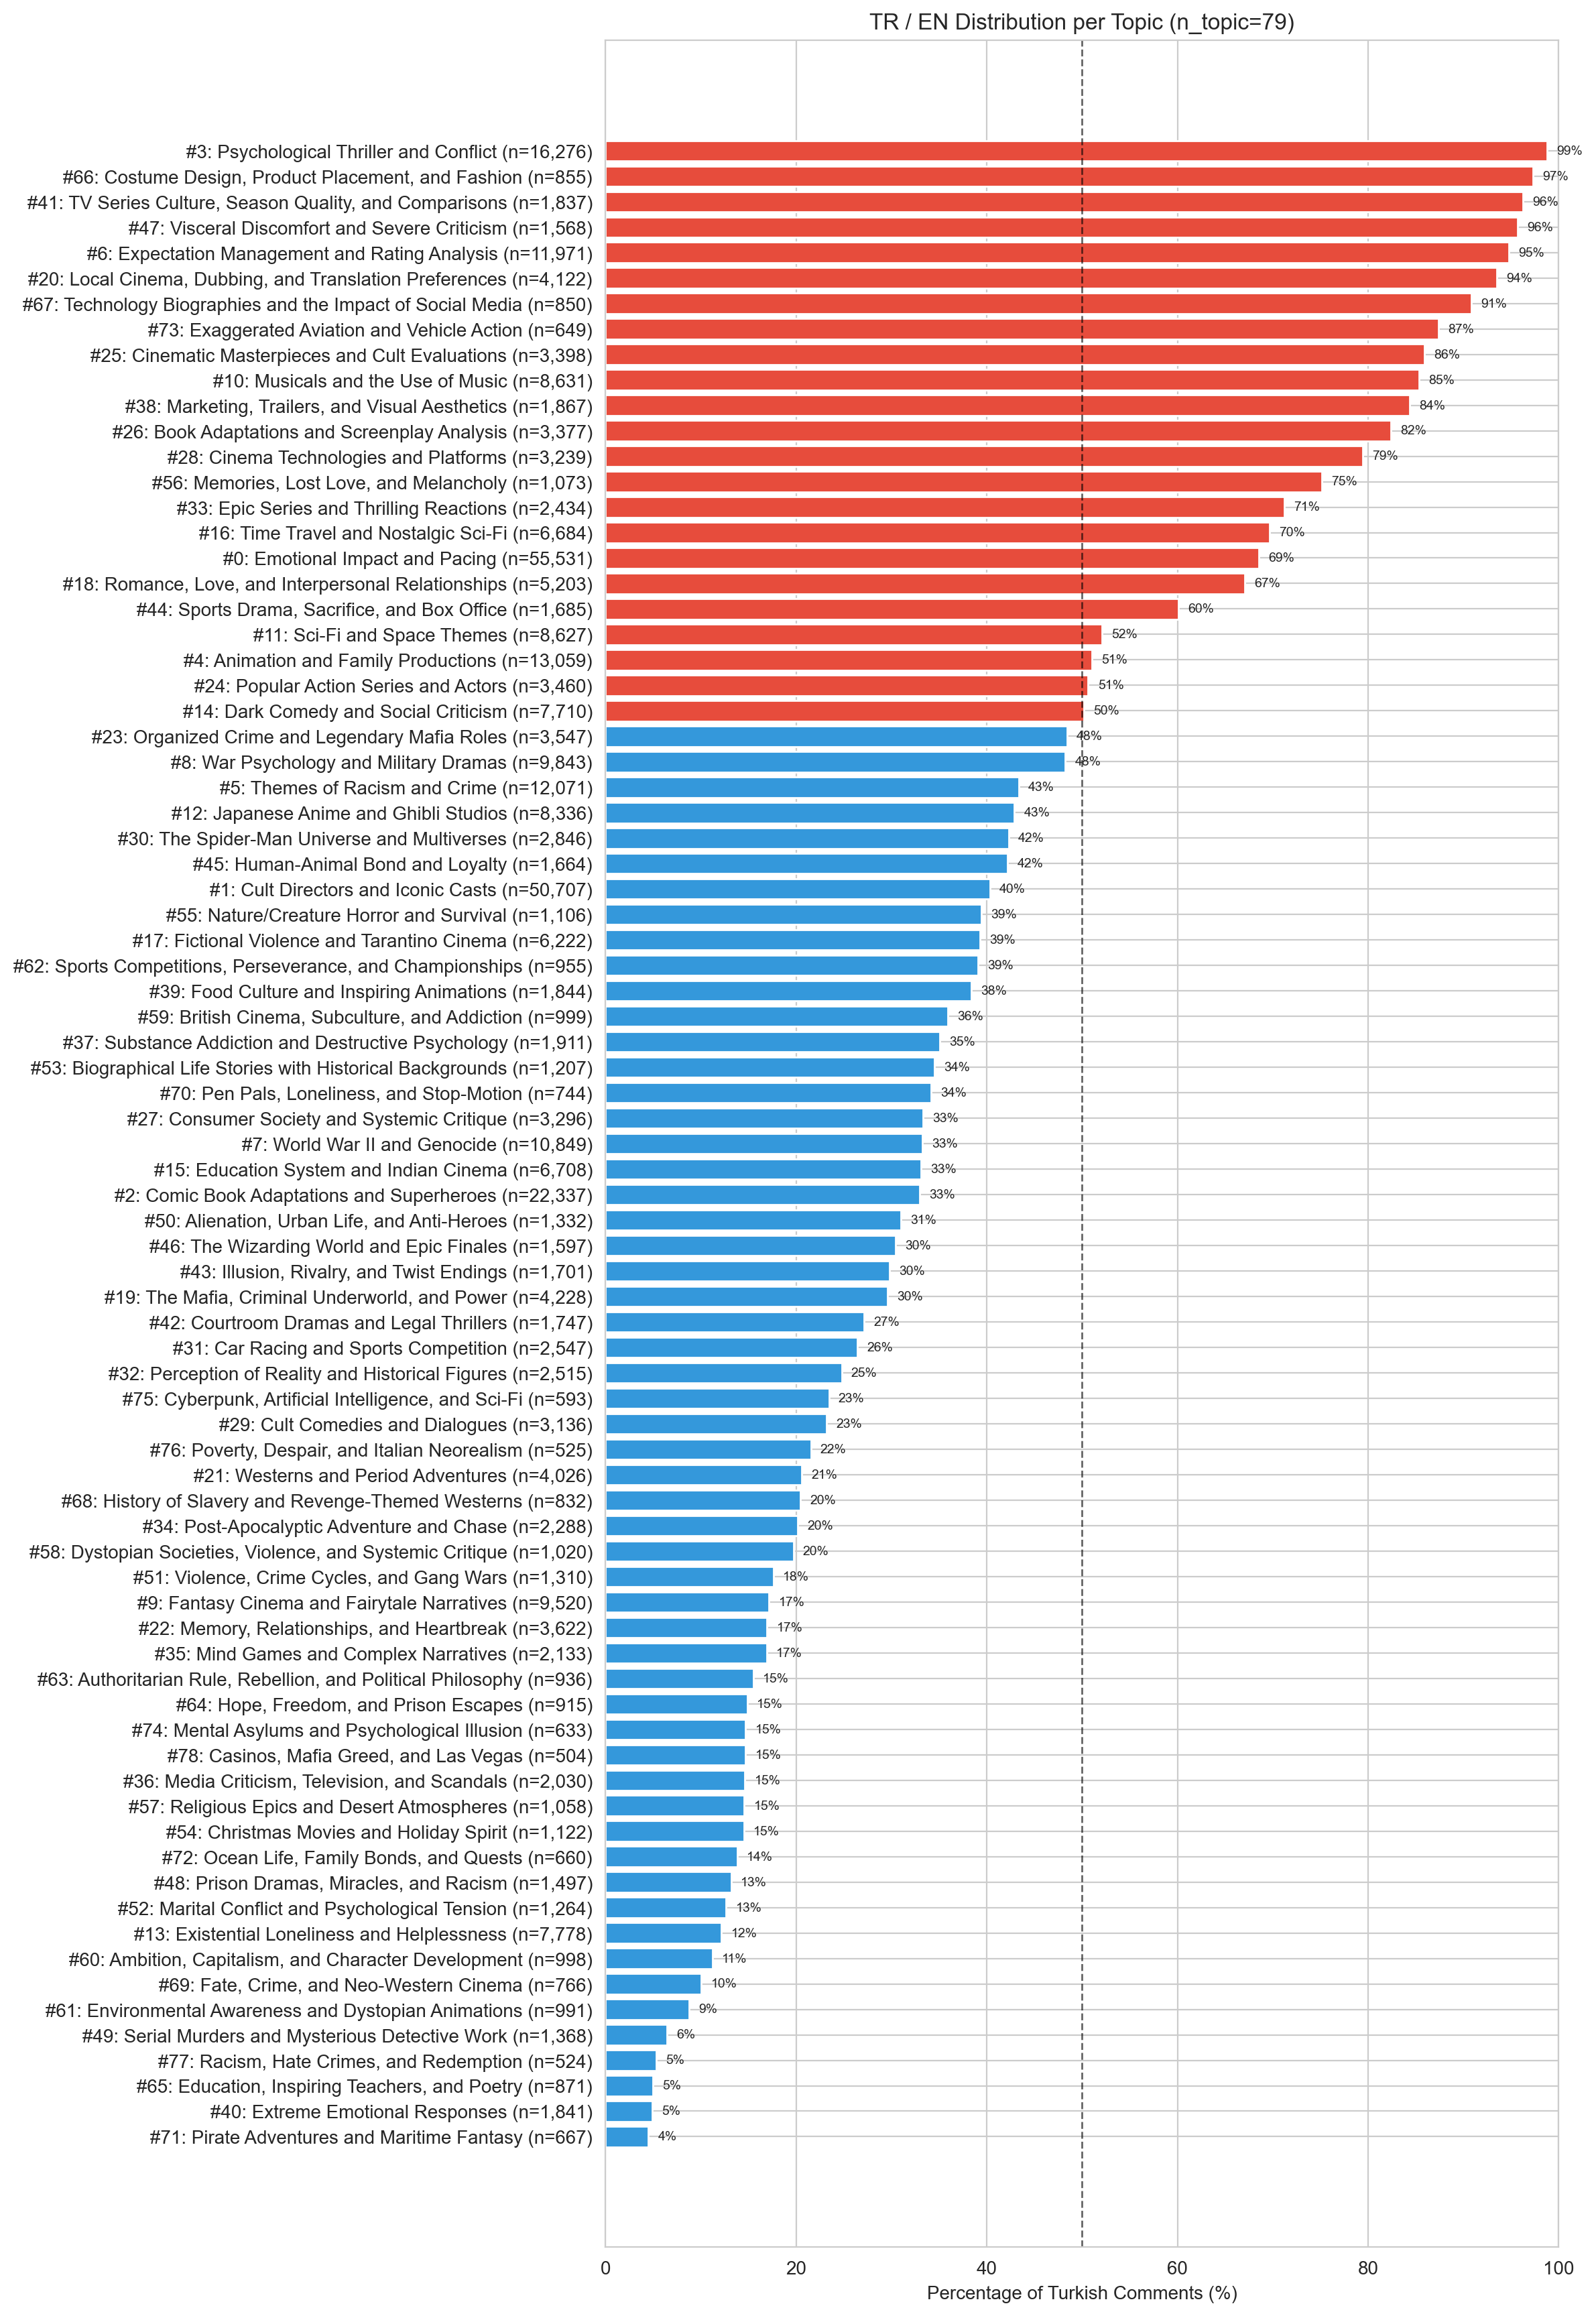 TR / EN Distribution per Topic (n_topic=79)
#3: Psychological Thriller and Conflict (n=16,276) 99%
#66: Costume Design, Product Placement, and Fashion (n=855) 97%
#41: TV Series Culture, Season Quality, and Comparisons (n=1,837) 96%
#47: Visceral Discomfort and Severe Criticism (n=1,568) 96%
#6: Expectation Management and Rating Analysis (n=11,971) 95%
#20: Local Cinema, Dubbing, and Translation Preferences (n=4,122) 94%
#67: Technology Biographies and the Impact of Social Media (n=850) 91%
#73: Exaggerated Aviation and Vehicle Action (n=649) 87%
#25: Cinematic Masterpieces and Cult Evaluations (n=3,398) 86%
#10: Musicals and the Use of Music (n=8,631) 85%
#38: Marketing, Trailers, and Visual Aesthetics (n=1,867) 84%
#26: Book Adaptations and Screenplay Analysis (n=3,377) 82%
#28: Cinema Technologies and Platforms (n=3,239) 79%
#56: Memories, Lost Love, and Melancholy (n=1,073) 75%
#33: Epic Series and Thrilling Reactions (n=2,434) 71%
#16: Time Travel and Nostalgic Sci-Fi (n=6,684) 70%
#0: Emotional Impact and Pacing (n=55,531) 69%
#18: Romance, Love, and Interpersonal Relationships (n=5,203) 67%
#44: Sports Drama, Sacrifice, and Box Office (n=1,685) 60%
#11: Sci-Fi and Space Themes (n=8,627) 52%
#4: Animation and Family Productions (n=13,059) 51%
#24: Popular Action Series and Actors (n=3,460) 51%
#14: Dark Comedy and Social Criticism (n=7,710) 50%
#23: Organized Crime and Legendary Mafia Roles (n=3,547) 48%
#8: War Psychology and Military Dramas (n=9,843) 48%
#5: Themes of Racism and Crime (n=12,071) 43%
#12: Japanese Anime and Ghibli Studios (n=8,336) 43%
#30: The Spider-Man Universe and Multiverses (n=2,846) 42%
#45: Human-Animal Bond and Loyalty (n=1,664) 42%
#1: Cult Directors and Iconic Casts (n=50,707) 40%
#55: Nature/Creature Horror and Survival (n=1,106) 39%
#17: Fictional Violence and Tarantino Cinema (n=6,222) 39%
#62: Sports Competitions, Perseverance, and Championships (n=955) 39%
#39: Food Culture and Inspiring Animations (n=1,844) 38%
#59: British Cinema, Subculture, and Addiction (n=999) 36%
#37: Substance Addiction and Destructive Psychology (n=1,911) 35%
#53: Biographical Life Stories with Historical Backgrounds (n=1,207) 34%
#70: Pen Pals, Loneliness, and Stop-Motion (n=744) 34%
#27: Consumer Society and Systemic Critique (n=3,296) 33%
#7: World War II and Genocide (n=10,849) 33%
#15: Education System and Indian Cinema (n=6,708) 33%
#2: Comic Book Adaptations and Superheroes (n=22,337) 33%
#50: Alienation, Urban Life, and Anti-Heroes (n=1,332) 31%
#46: The Wizarding World and Epic Finales (n=1,597) 30%
#43: Illusion, Rivalry, and Twist Endings (n=1,701) 30%
#19: The Mafia, Criminal Underworld, and Power (n=4,228) 30%
#42: Courtroom Dramas and Legal Thrillers (n=1,747) 27%
#31: Car Racing and Sports Competition (n=2,547) 26%
#32: Perception of Reality and Historical Figures (n=2,515) 25%
#75: Cyberpunk, Artificial Intelligence, and Sci-Fi (n=593) 23%
#29: Cult Comedies and Dialogues (n=3,136) 23%
#76: Poverty, Despair, and Italian Neorealism (n=525) 22%
#21: Westerns and Period Adventures (n=4,026) 21%
#68: History of Slavery and Revenge-Themed Westerns (n=832) 20%
#34: Post-Apocalyptic Adventure and Chase (n=2,288) 20%
#58: Dystopian Societies, Violence, and Systemic Critique (n=1,020) 20%
#51: Violence, Crime Cycles, and Gang Wars (n=1,310) 18%
#9: Fantasy Cinema and Fairytale Narratives (n=9,520) 17%
#22: Memory, Relationships, and Heartbreak (n=3,622) 17%
#35: Mind Games and Complex Narratives (n=2,133) 17%
#63: Authoritarian Rule, Rebellion, and Political Philosophy (n=936) 15%
#64: Hope, Freedom, and Prison Escapes (n=915) 15%
#74: Mental Asylums and Psychological Illusion (n=633) 15%
#78: Casinos, Mafia Greed, and Las Vegas (n=504) 15%
#36: Media Criticism, Television, and Scandals (n=2,030) 15%
#57: Religious Epics and Desert Atmospheres (n=1,058) 15%
#54: Christmas Movies and Holiday Spirit (n=1,122) 15%
#72: Ocean Life, Family Bonds, and Quests (n=660) 14%
#48: Prison Dramas, Miracles, and Racism (n=1,497) 13%
#52: Marital Conflict and Psychological Tension (n=1,264) 13%
#13: Existential Loneliness and Helplessness (n=7,778) 12%
#60: Ambition, Capitalism, and Character Development (n=998) 11%
#69: Fate, Crime, and Neo-Western Cinema (n=766) 10%
#61: Environmental Awareness and Dystopian Animations (n=991) 9%
#49: Serial Murders and Mysterious Detective Work (n=1,368) 6%
#77: Racism, Hate Crimes, and Redemption (n=524) 5%
#65: Education, Inspiring Teachers, and Poetry (n=871) 5%
#40: Extreme Emotional Responses (n=1,841) 5%
#71: Pirate Adventures and Maritime Fantasy (n=667) 4%
0 20 40 60 80 100
Percentage of Turkish Comments (%)